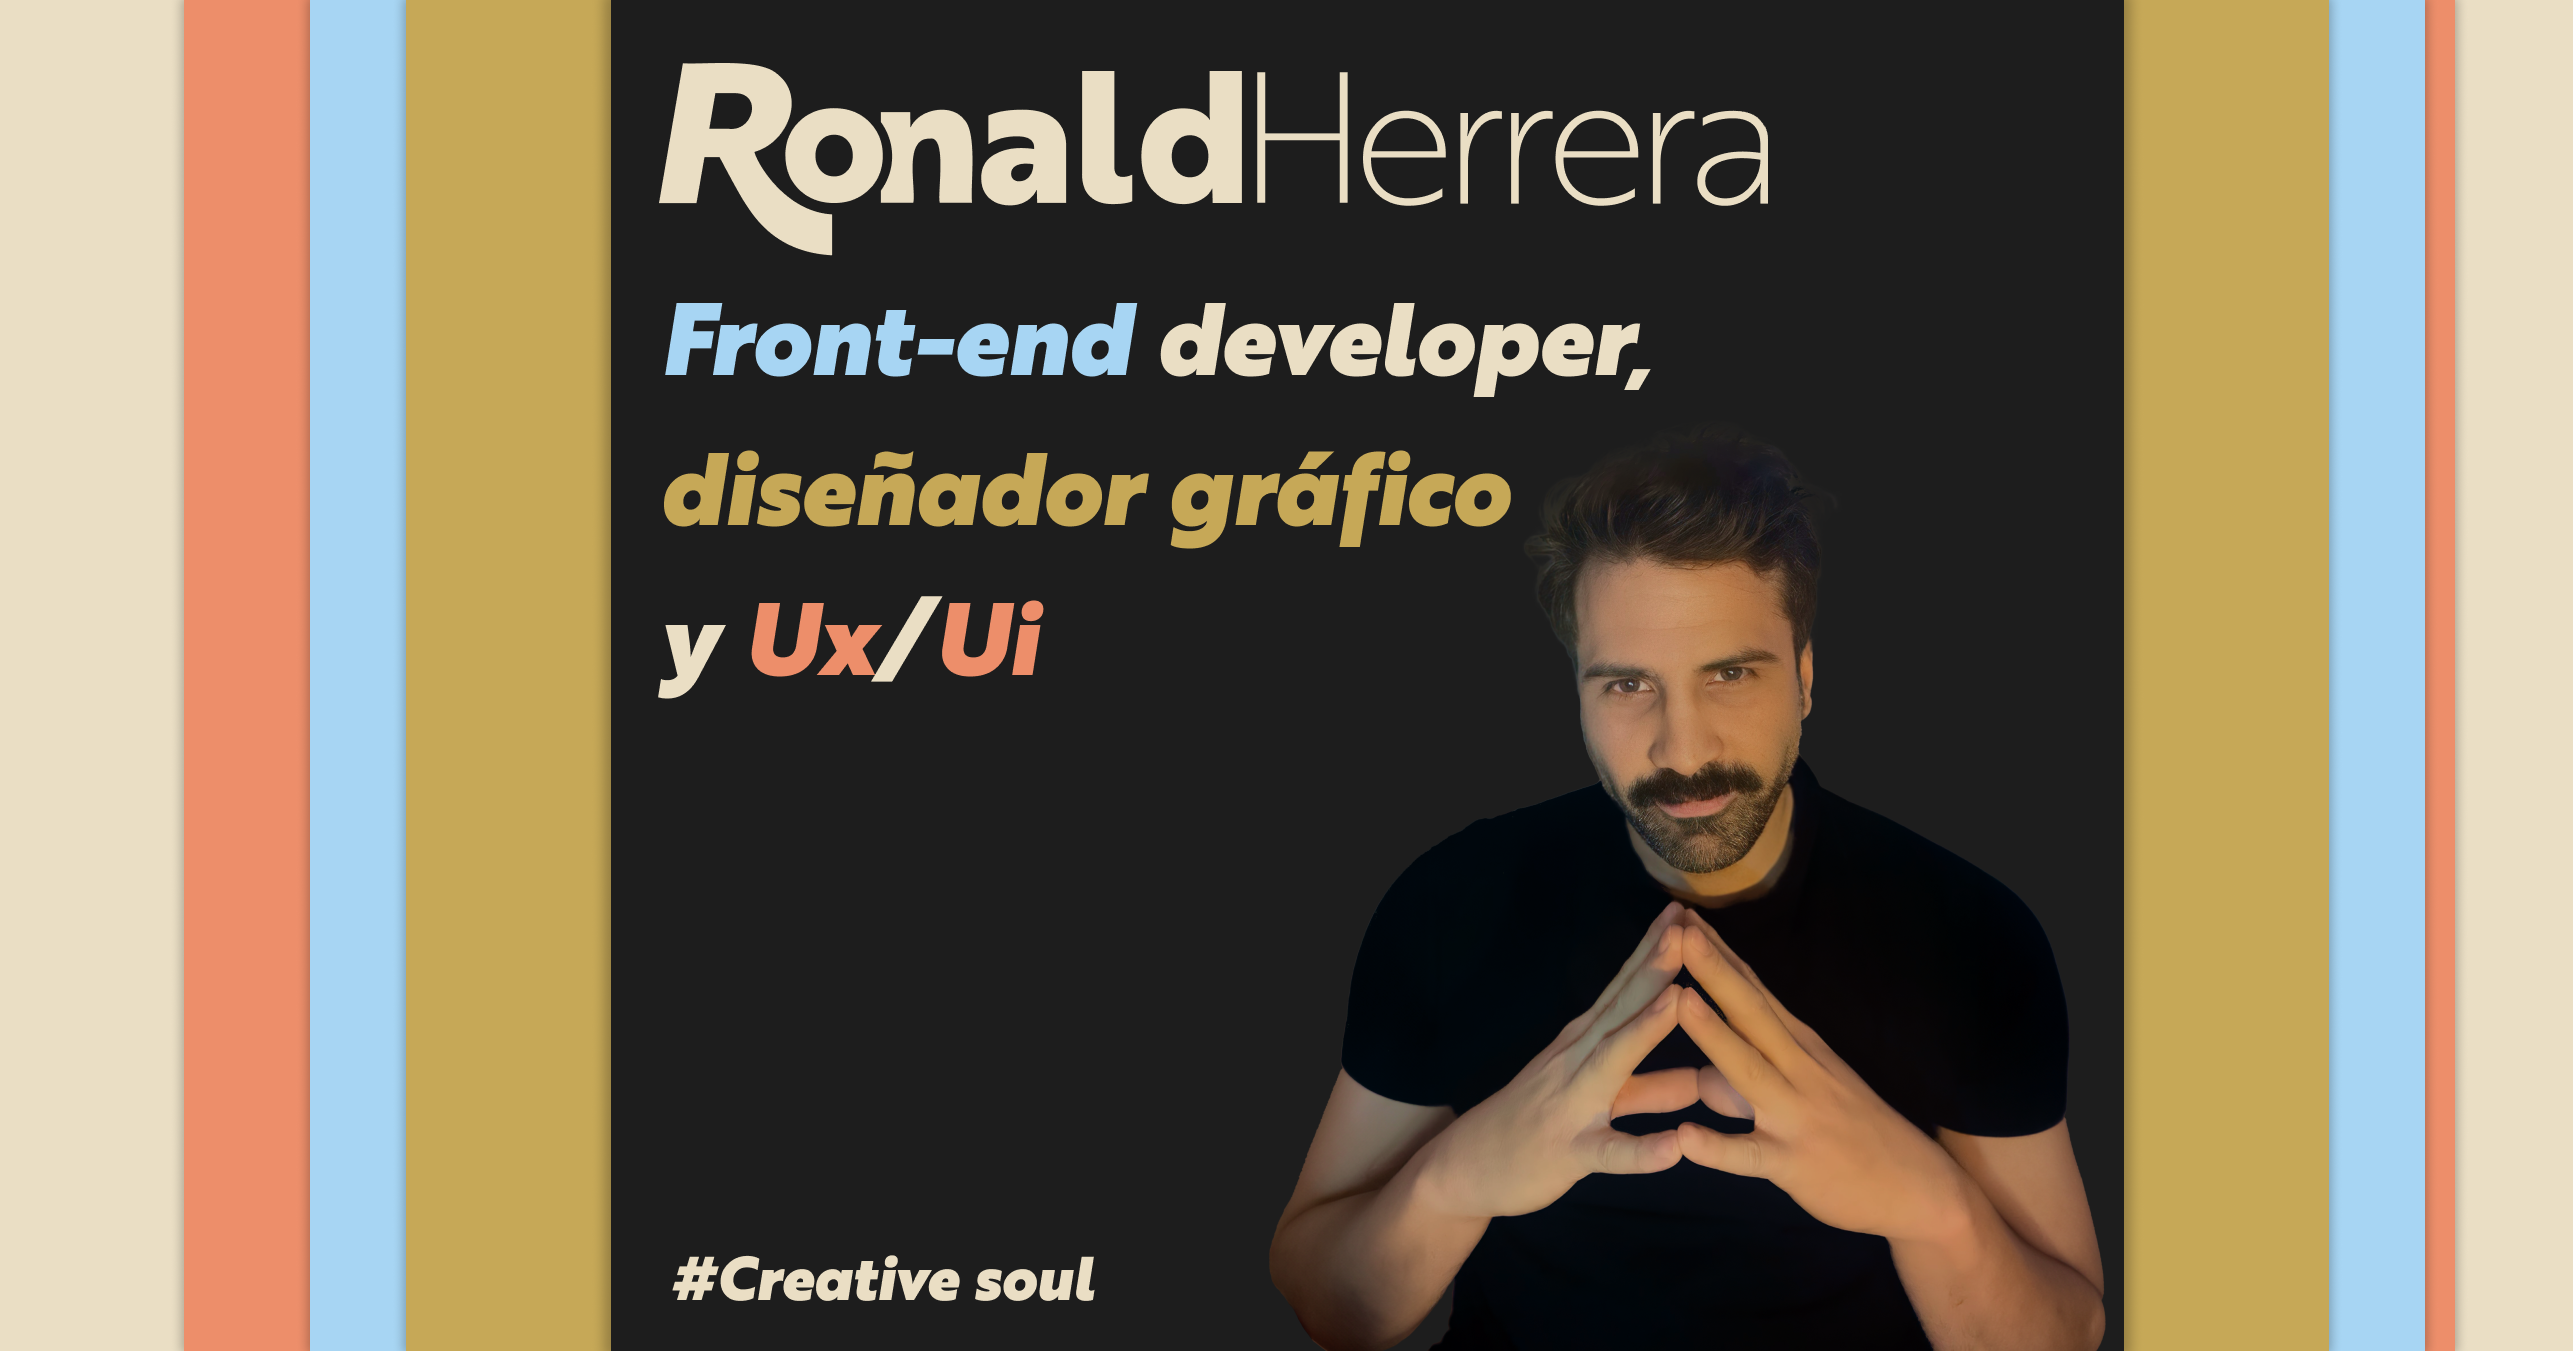 RonaldHerrera
Front-end developer,
diseñador gráfico
y Ux/Ui
#Creative soul